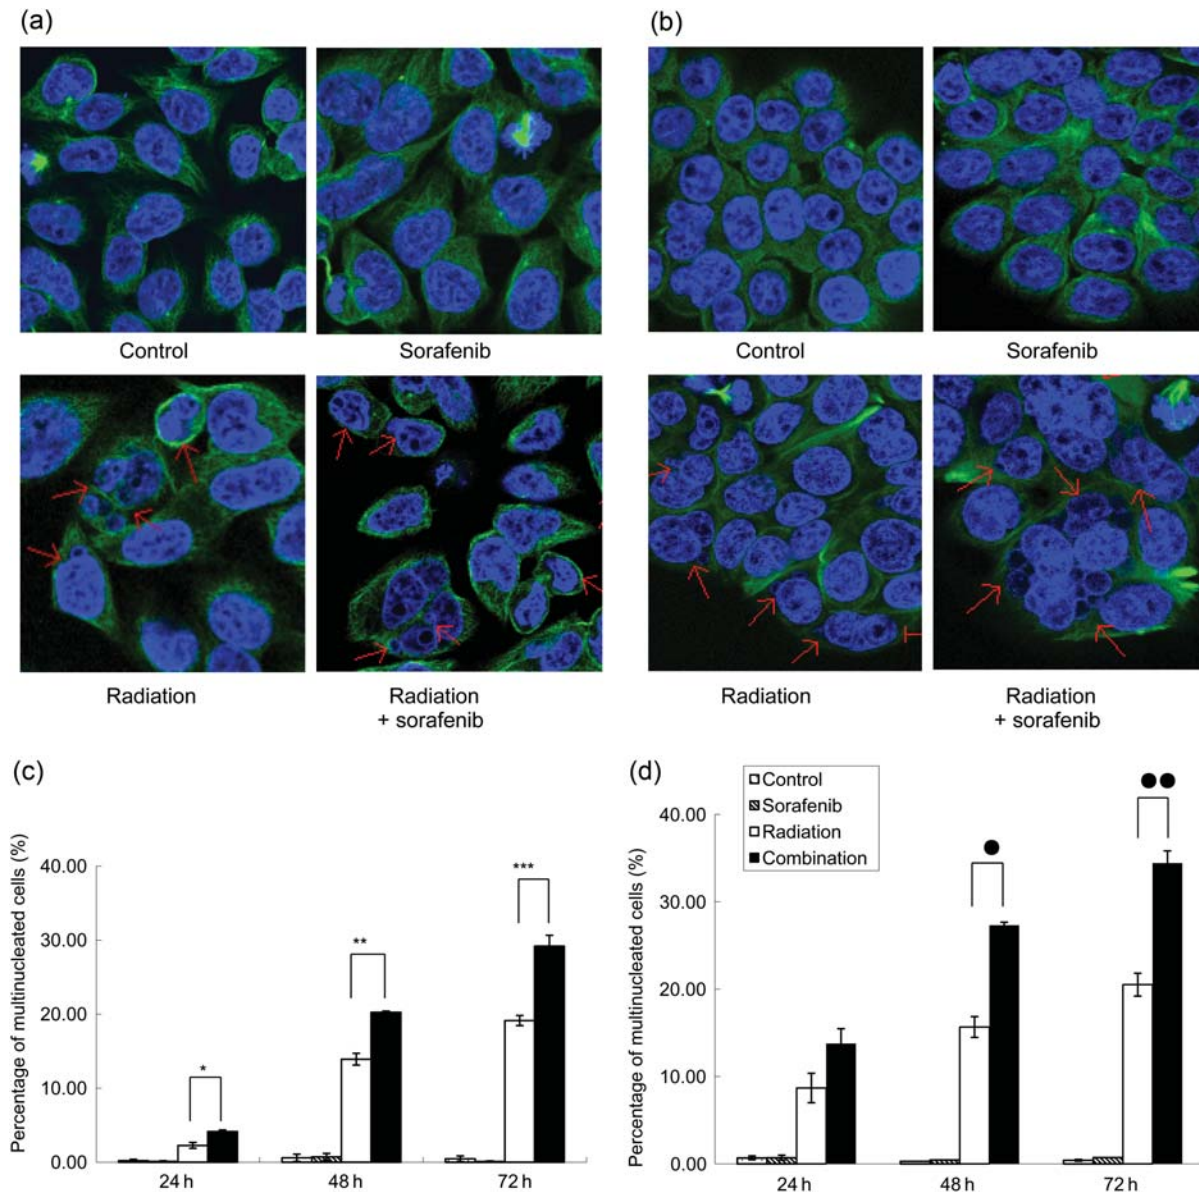 (a)
(b)
Control
Sorafenib
Control
Sorafenib
Radiation
Radiation
+ sorafenib
Radiation
Radiation
+ sorafenib
(c)
Percentage of multinucleated cells (%)
40.00
30.00
20.00
10.00
0.00
*
**
***
24 h
48 h
72 h
(d)
Control
Sorafenib
Radiation
Combination
Percentage of multinucleated cells (%)
40.00
30.00
20.00
10.00
0.00
●
●●
24 h
48 h
72 h